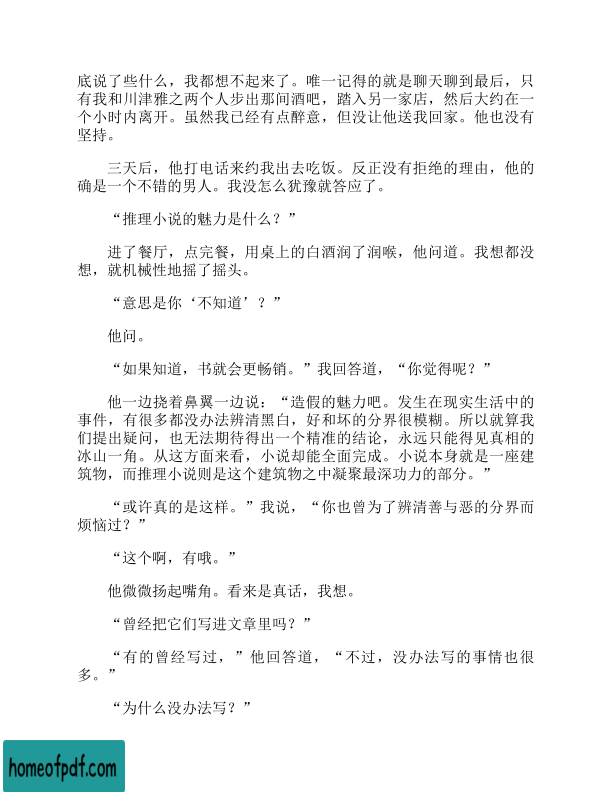 底说了些什么，我都想不起来了。唯一记得的就是聊天聊到最后，只
有我和川津雅之两个人步出那间酒吧，踏入另一家店，然后大约在一
个小时内离开。虽然我已经有点醉意，但没让他送我回家。他也没有
坚持。
三天后，他打电话来约我出去吃饭。反正没有拒绝的理由，他的
确是一个不错的男人。我没怎么犹豫就答应了。
“推理小说的魅力是什么？”
进了餐厅，点完餐，用桌上的白酒润了润喉，他问道。我想都没
想，就机械性地摇了摇头。
“意思是你‘不知道’？”
他问。
“如果知道，书就会更畅销。”我回答道，“你觉得呢？”
他一边挠着鼻翼一边说：“造假的魅力吧。发生在现实生活中的
事件，有很多都没办法辨清黑白，好和坏的分界很模糊。所以就算我
们提出疑问，也无法期待得出一个精准的结论，永远只能得见真相的
冰山一角。从这方面来看，小说却能全面完成。小说本身就是一座建
筑物，而推理小说则是这个建筑物之中凝聚最深功力的部分。”
“或许真的是这样。”我说，“你也曾为了辨清善与恶的分界而
烦恼过？”
“这个啊，有哦。”
他微微扬起嘴角。看来是真话，我想。
“曾经把它们写进文章里吗？”
“有的曾经写过，”他回答道，“不过，没办法写的事情也很
多。”
“为什么没办法写？”
homeofpdf.com